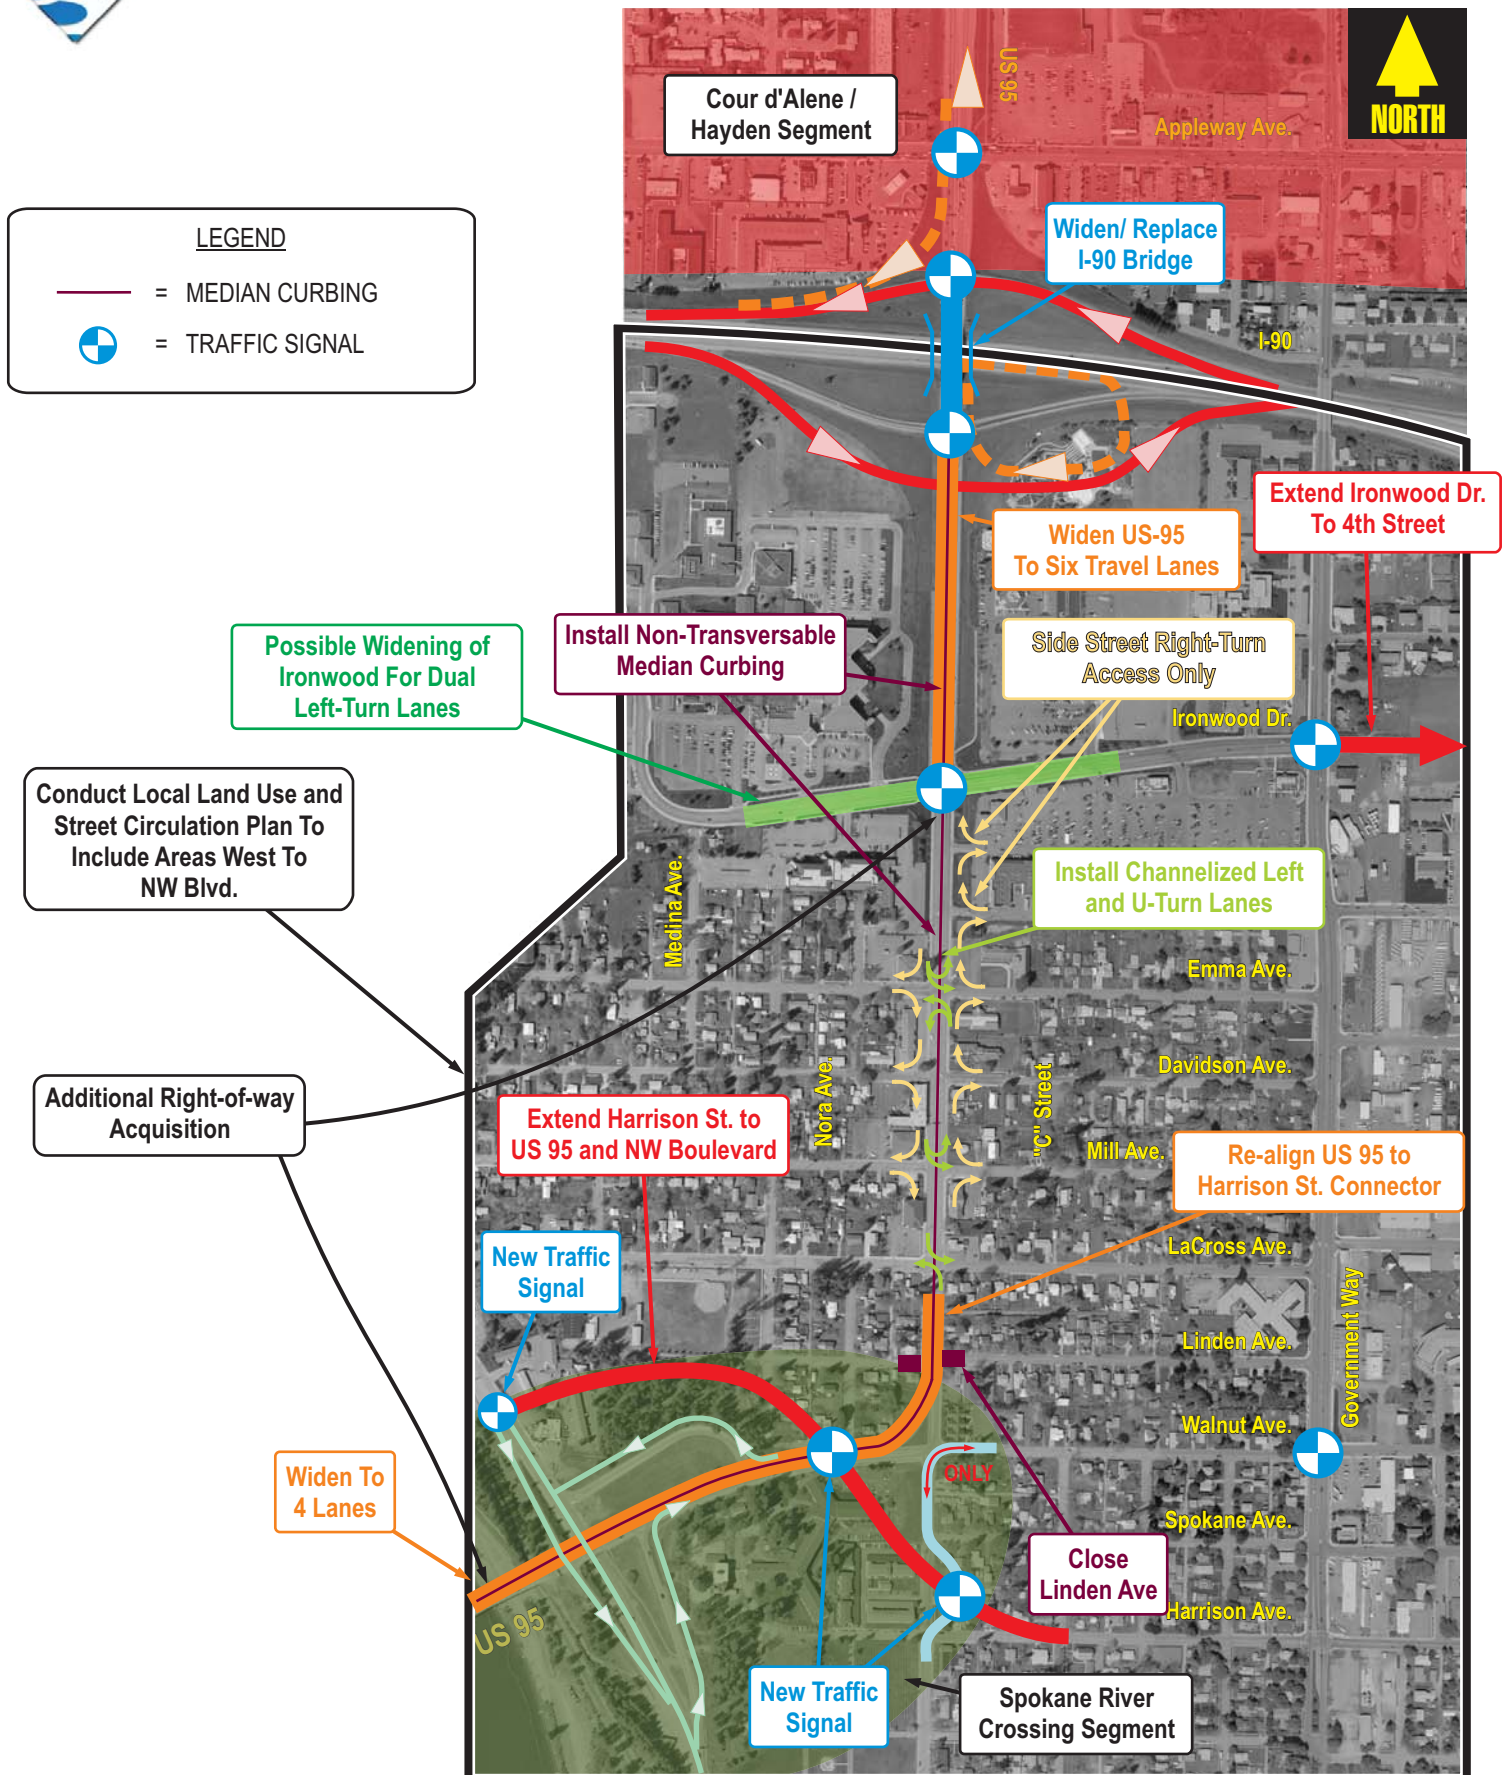 US 95
Cour d'Alene /
Hayden Segment
NORTH
Appleway Ave.
LEGEND
= MEDIAN CURBING
= TRAFFIC SIGNAL
Widen/ Replace
I-90 Bridge
I-90
Extend Ironwood Dr.
To 4th Street
Widen US-95
To Six Travel Lanes
Possible Widening of
Ironwood For Dual
Left-Turn Lanes
Install Non-Transversable
Median Curbing
Side Street Right-Turn
Access Only
Ironwood Dr.
Conduct Local Land Use and
Street Circulation Plan To
Include Areas West To
NW Blvd.
Medina Ave.
Install Channelized Left
and U-Turn Lanes
Emma Ave.
Additional Right-of-way
Acquisition
Nora Ave.
"C" Street
Davidson Ave.
Extend Harrison St. to
US 95 and NW Boulevard
Mill Ave.
Re-align US 95 to
Harrison St. Connector
New Traffic
Signal
LaCross Ave.
Linden Ave.
Government Way
Walnut Ave.
ONLY
Widen To
4 Lanes
Spokane Ave.
Close
Linden Ave
Harrison Ave.
US 95
New Traffic
Signal
Spokane River
Crossing Segment